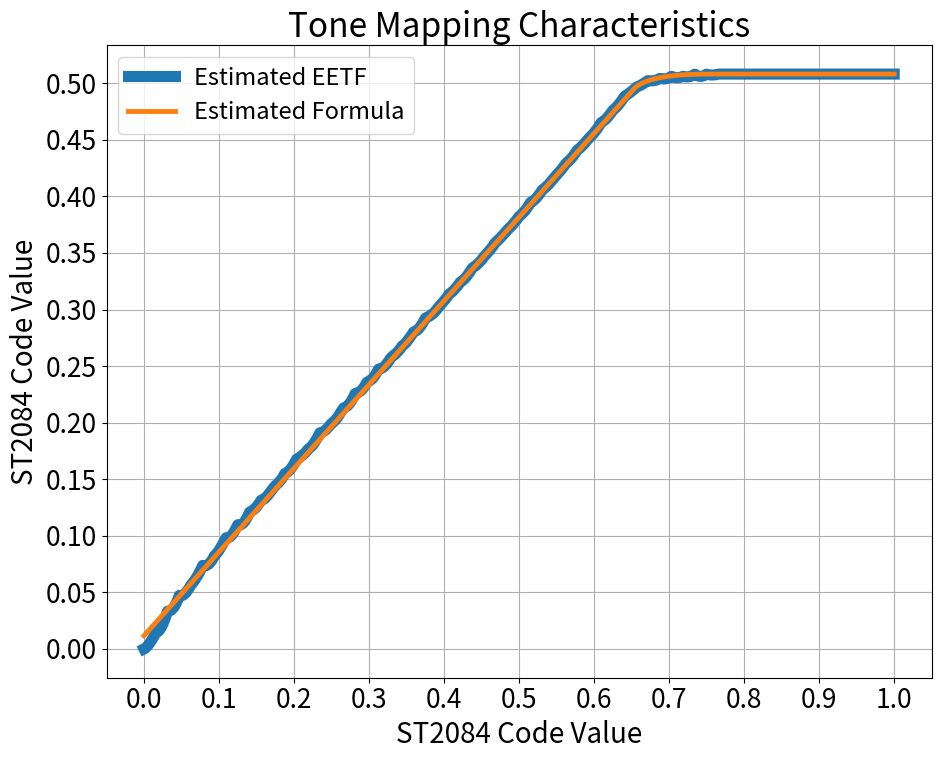 Tone Mapping Characteristics
Estimated EETF
Estimated Formula
ST2084 Code Value
0.50
0.45
0.40
0.35
0.30
0.25
0.20
0.15
0.10
0.05
0.00
0.0 0.1 0.2 0.3 0.4 0.5 0.6 0.7 0.8 0.9 1.0
ST2084 Code Value